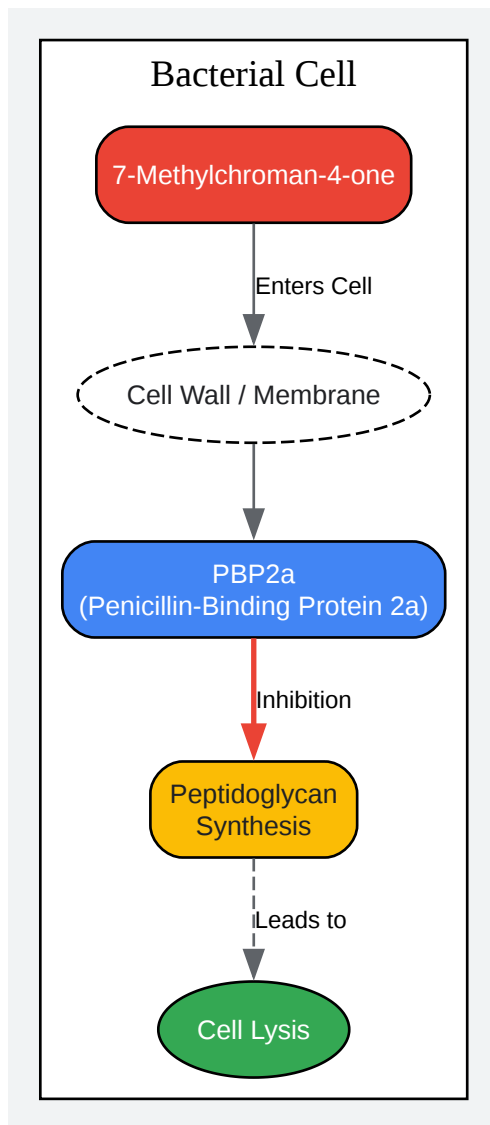 Bacterial Cell
7-Methylchroman-4-one
Enters Cell
Cell Wall / Membrane
PBP2a
(Penicillin-Binding Protein 2a)
Inhibition
Peptidoglycan
Synthesis
Leads to
Cell Lysis